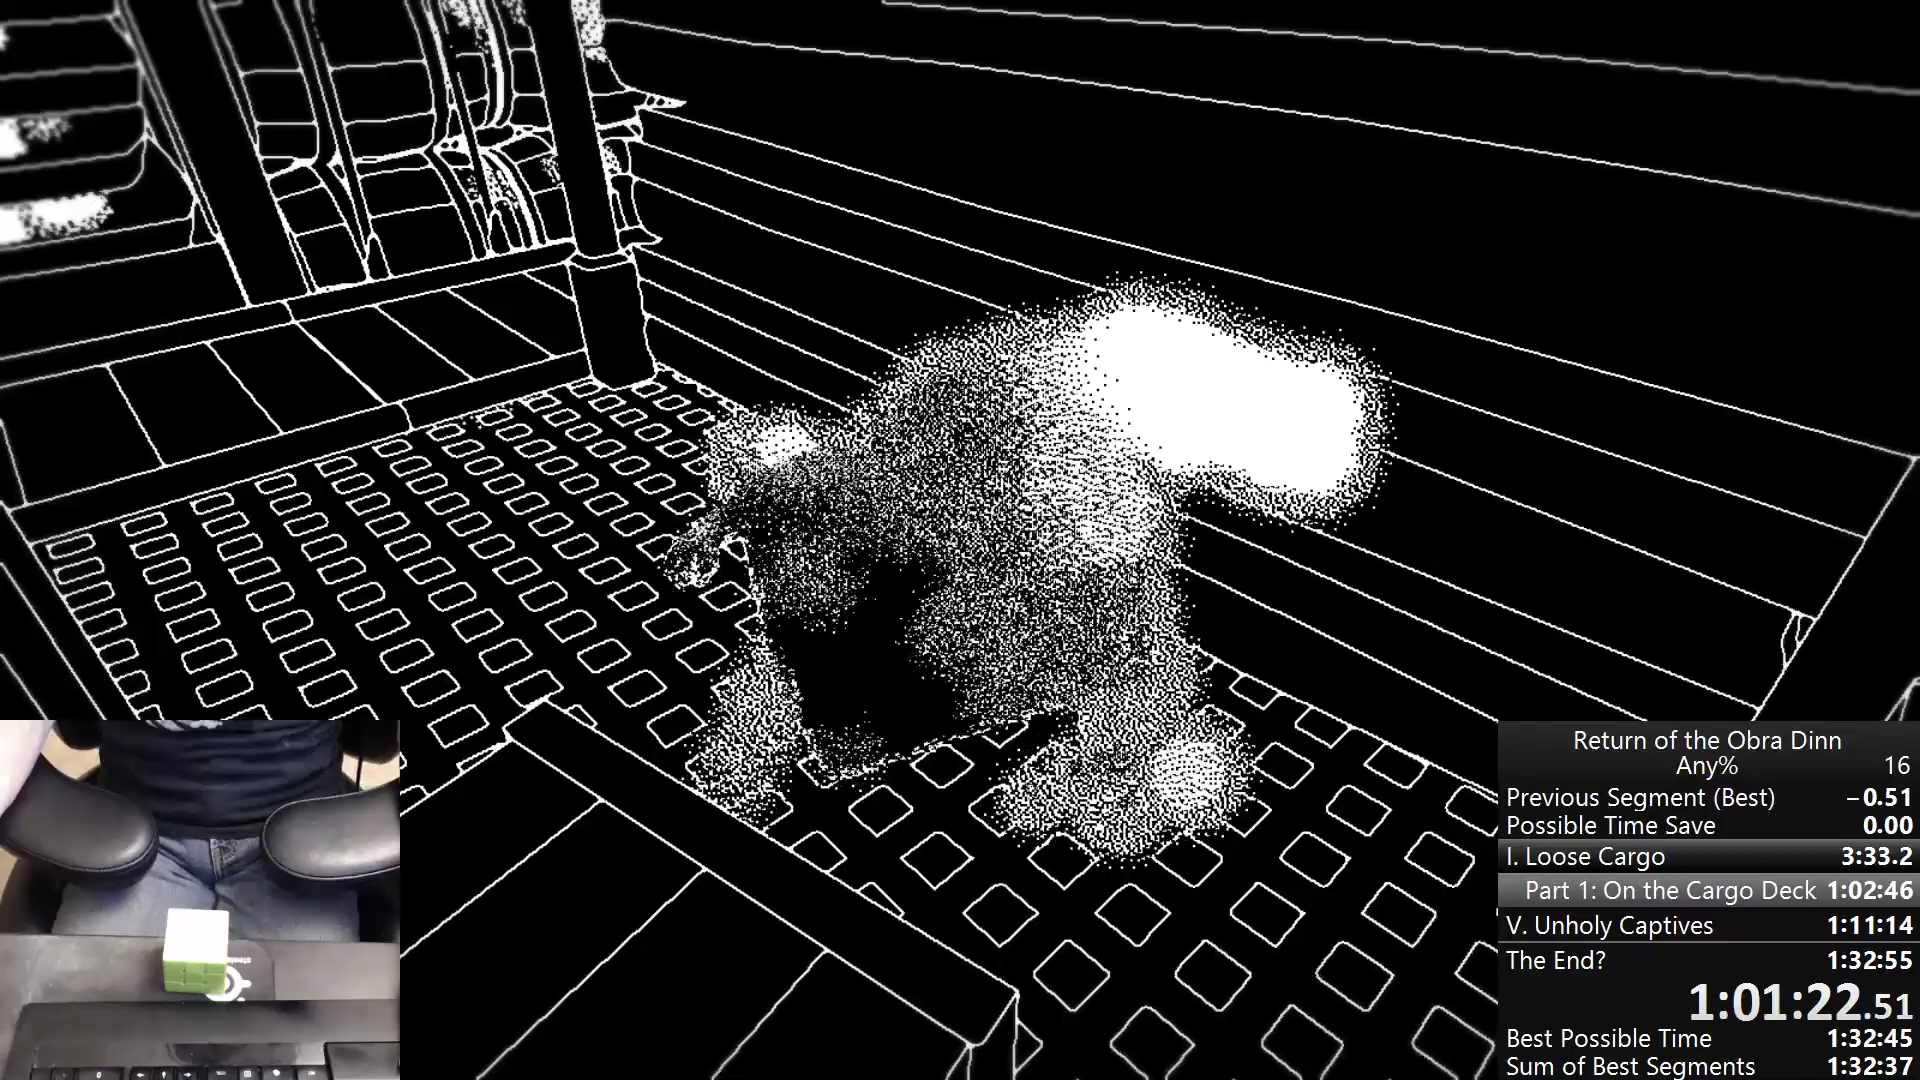 Return of the Obra Dinn
Any% 16
Previous Segment (Best) −0.51
Possible Time Save 0.00
I. Loose Cargo 3:33.2
Part 1: On the Cargo Deck 1:02:46
V. Unholy Captives 1:11:14
The End? 1:32:55
1:01:22.51
Best Possible Time 1:32:45
Sum of Best Segments 1:32:37